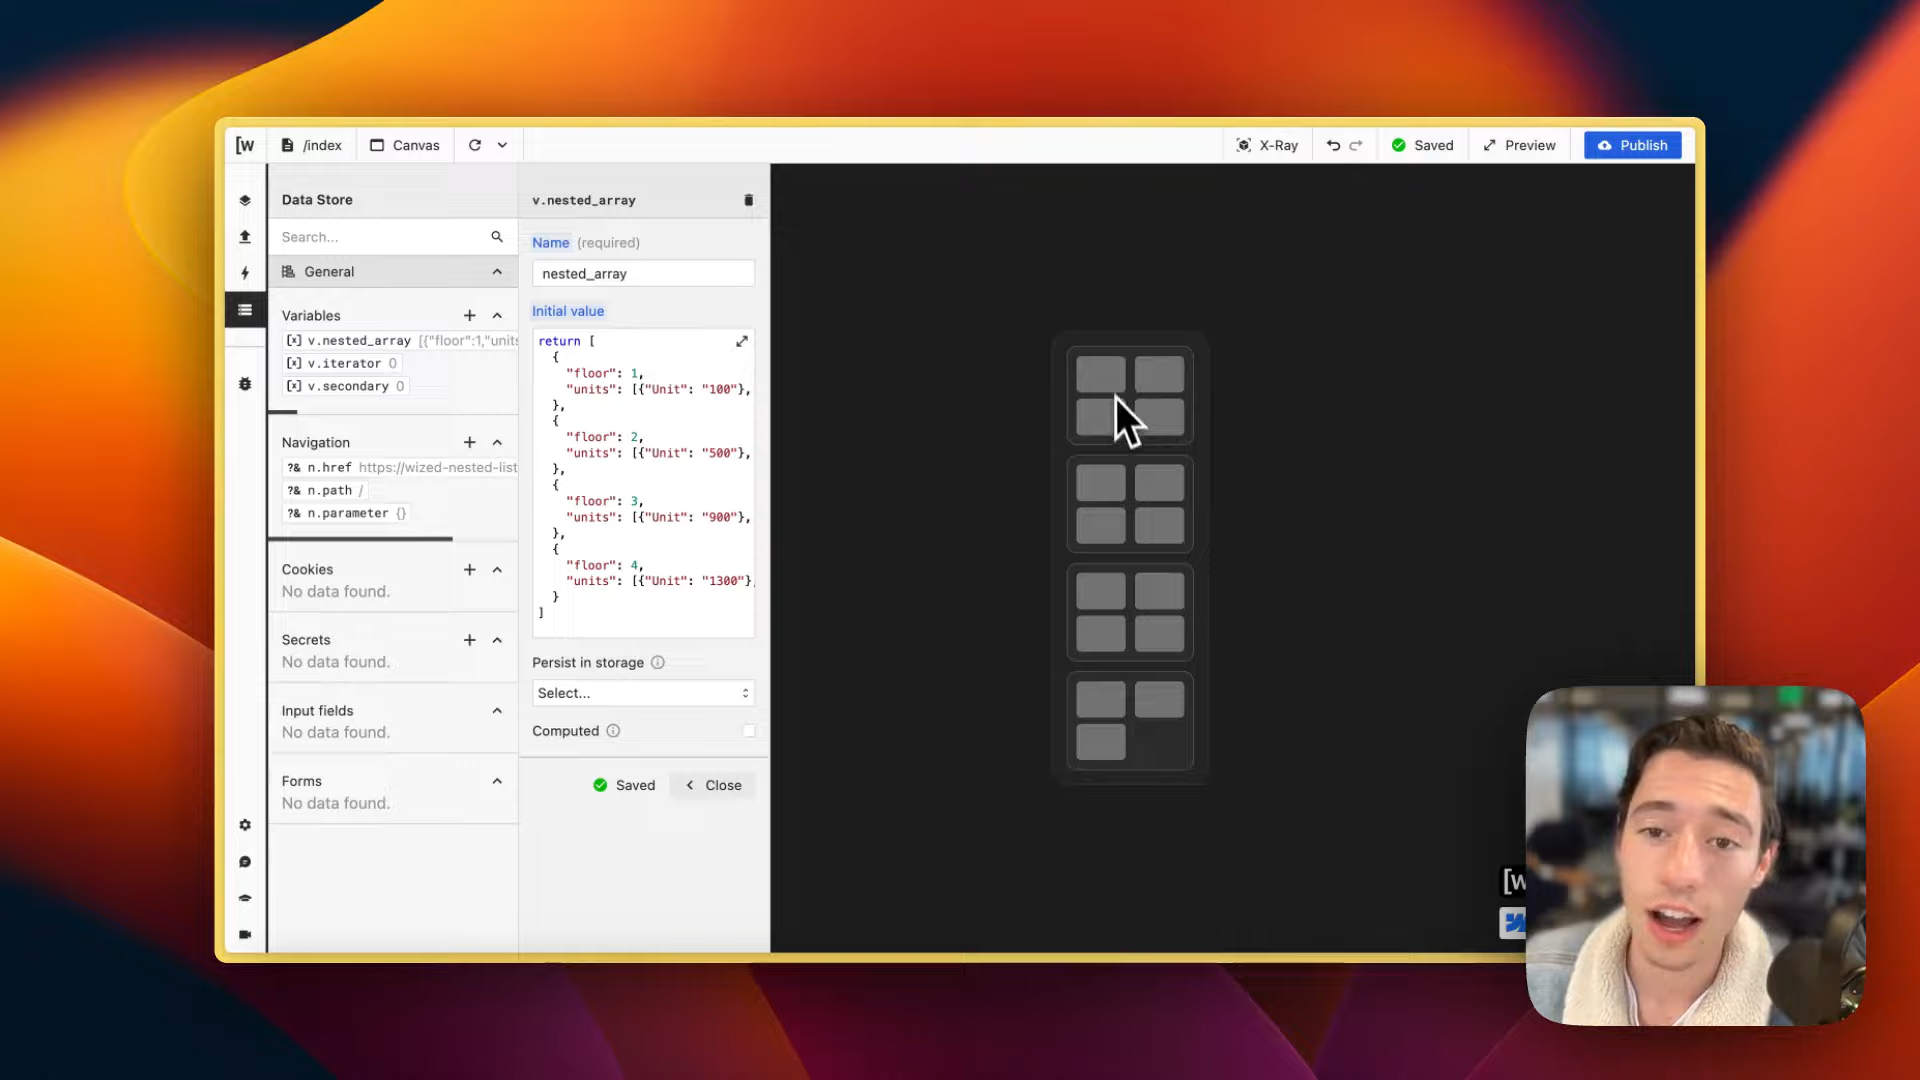 [W
/index
Canvas
X-Ray
Saved
Preview
Publish
Data Store
Search...
General
Variables
[x] v.nested_array [{"floor":1,"units
[x] v.iterator 0
[x] v.secondary 0
Navigation
?& n.href https://wized-nested-list
?& n.path /
?& n.parameter {}
Cookies
No data found.
Secrets
No data found.
Input fields
No data found.
Forms
No data found.
v.nested_array
Name (required)
nested_array
Initial value
return [
{
"floor": 1,
"units": [{"Unit": "100"},
},
{
"floor": 2,
"units": [{"Unit": "500"},
},
{
"floor": 3,
"units": [{"Unit": "900"},
},
{
"floor": 4,
"units": [{"Unit": "1300"},
}
]
Persist in storage
Select...
Computed
Saved
Close
[W